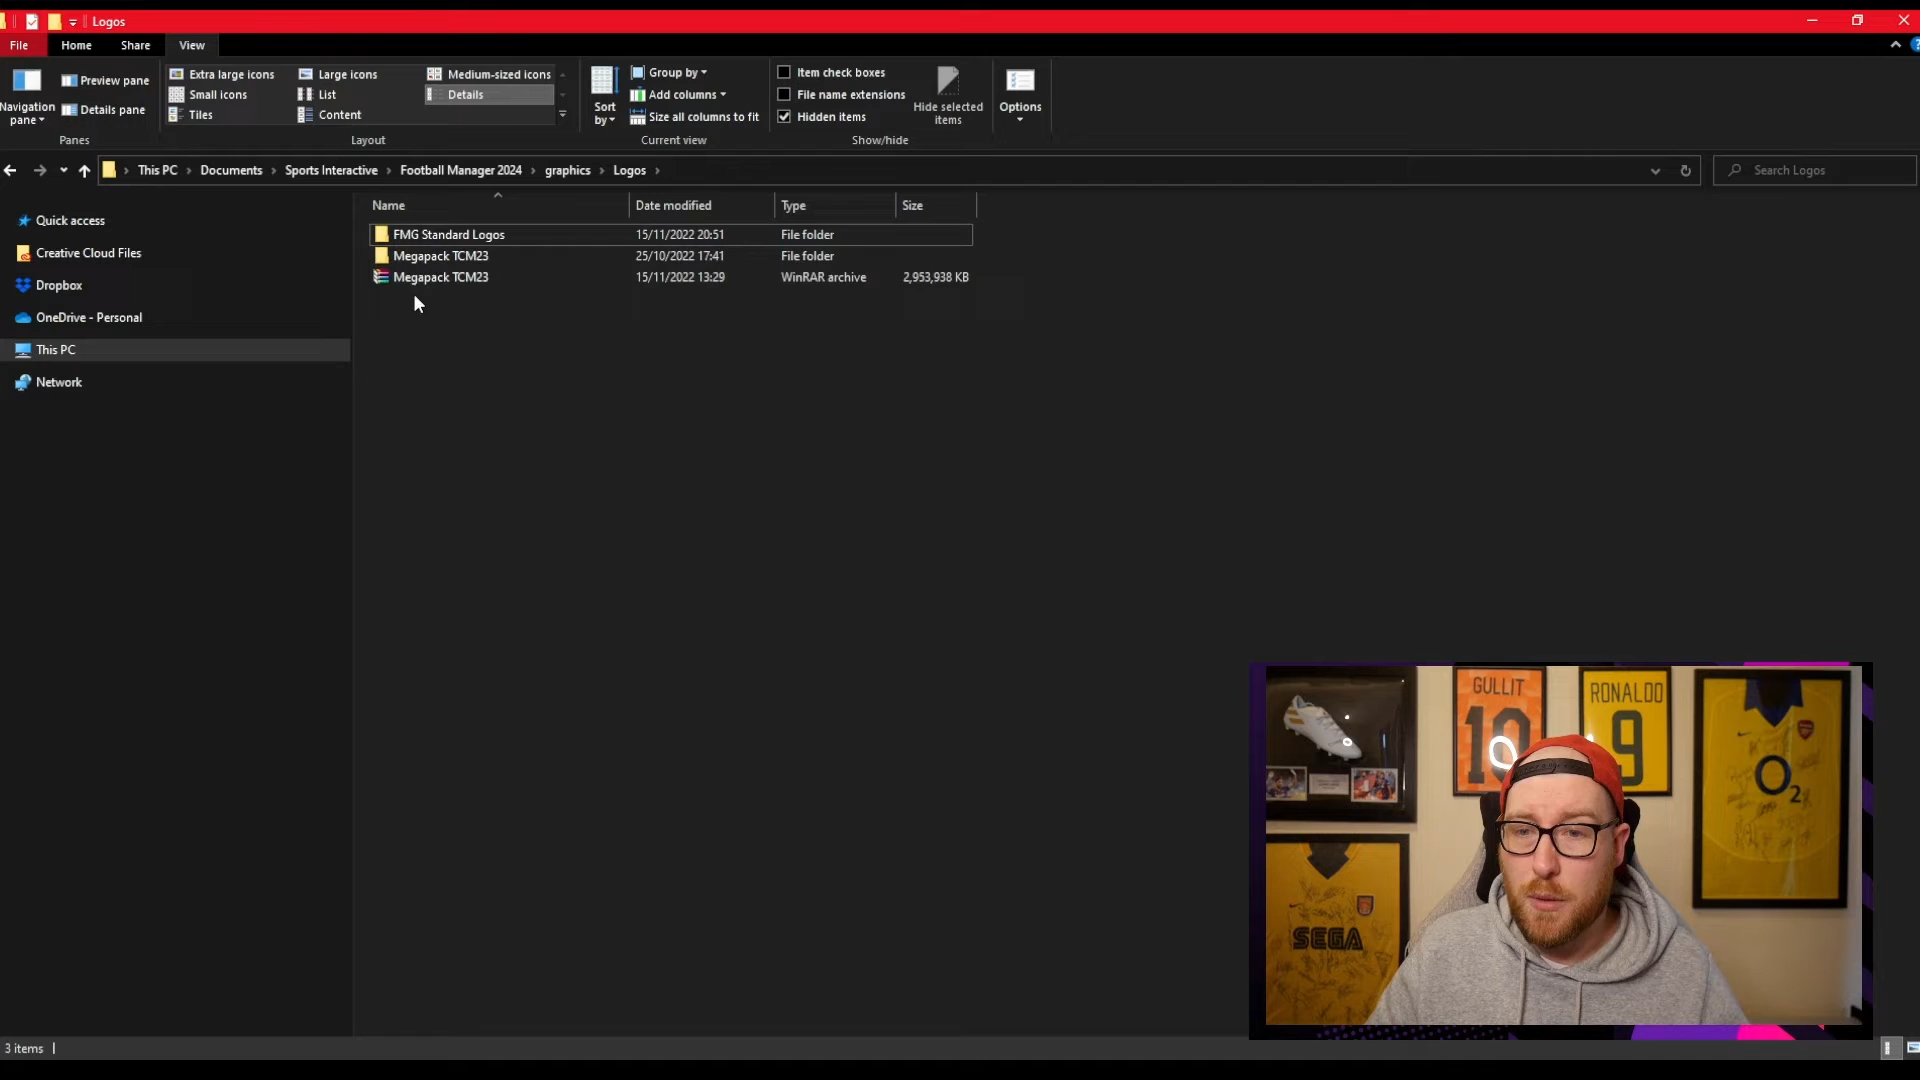 Logos
File Home Share View
Navigation pane
Preview pane
Details pane
Panes
Extra large icons Large icons Medium-sized icons
Small icons List Details
Tiles Content
Layout
Sort by
Group by
Add columns
Size all columns to fit
Current view
Item check boxes
File name extensions
Hidden items
Hide selected items
Show/hide
Options
This PC Documents Sports Interactive Football Manager 2024 graphics Logos
Search Logos
Quick access
Creative Cloud Files
Dropbox
OneDrive - Personal
This PC
Network
Name Date modified Type Size
FMG Standard Logos 15/11/2022 20:51 File folder
Megapack TCM23 25/10/2022 17:41 File folder
Megapack TCM23 15/11/2022 13:29 WinRAR archive 2,953,938 KB
GULLIT
10
RONALDO
9
O2
SEGA
3 items